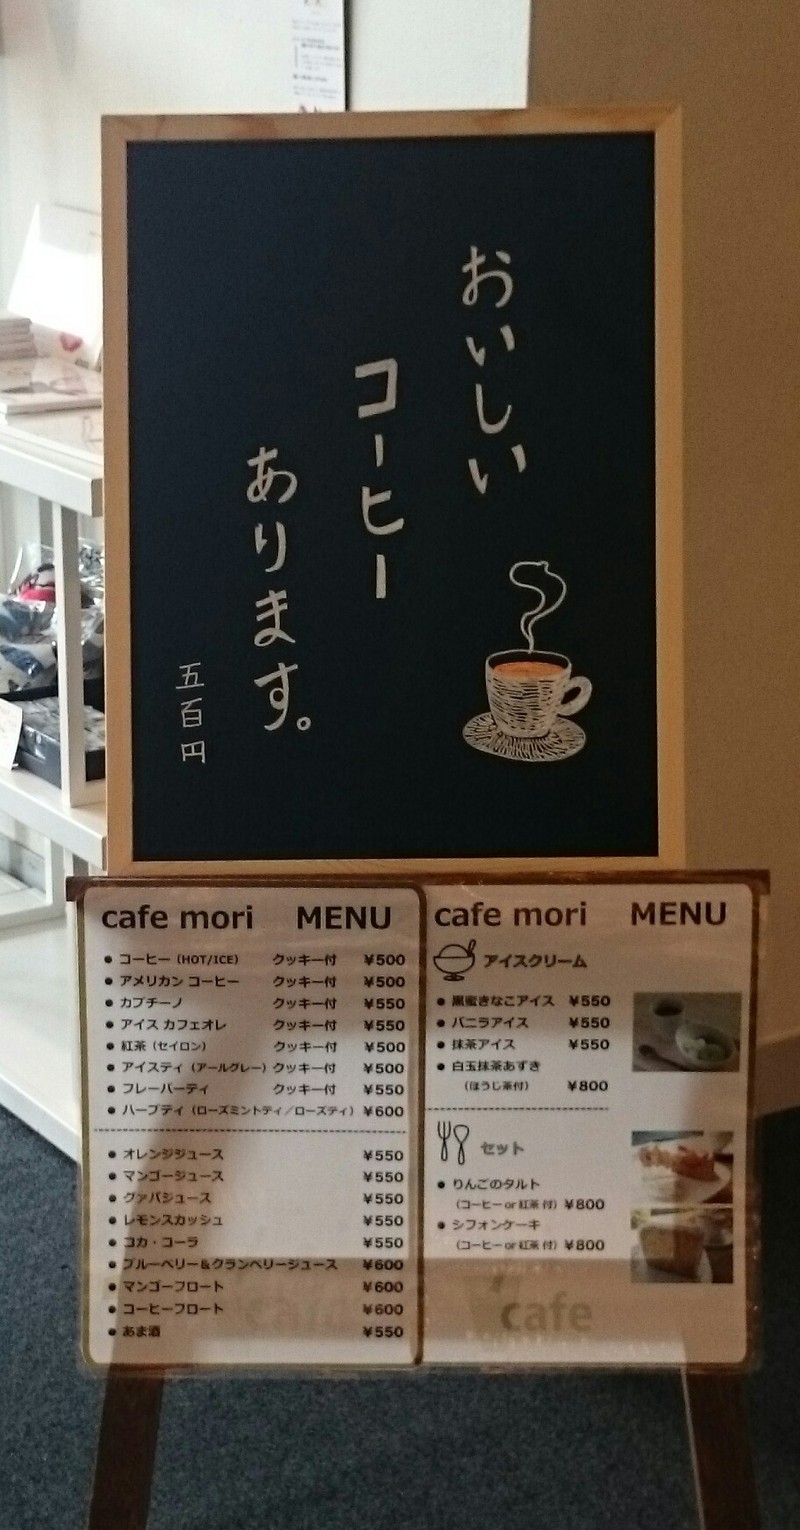 おいしい
コーヒー
あります。
五百円
cafe mori MENU
● コーヒー（HOT/ICE） クッキー付 ¥500
● アメリカン コーヒー クッキー付 ¥500
● カプチーノ クッキー付 ¥550
● アイス カフェオレ クッキー付 ¥550
● 紅茶（セイロン） クッキー付 ¥500
● アイスティ（アールグレー） クッキー付 ¥500
● フレーバーティ クッキー付 ¥550
● ハーブティ（ローズミントティ／ローズティ） ¥600
● オレンジジュース ¥550
● マンゴージュース ¥550
● グァバジュース ¥550
● レモンスカッシュ ¥550
● コカ・コーラ ¥550
● ブルーベリー＆クランベリージュース ¥600
● マンゴーフロート ¥600
● コーヒーフロート ¥600
● あま酒 ¥550
cafe mori MENU
アイスクリーム
● 黒蜜きなこアイス ¥550
● バニラアイス ¥550
● 抹茶アイス ¥550
● 白玉抹茶あずき
（ほうじ茶付） ¥800
セット
● りんごのタルト
（コーヒー or 紅茶 付） ¥800
● シフォンケーキ
（コーヒー or 紅茶 付） ¥800
cafe